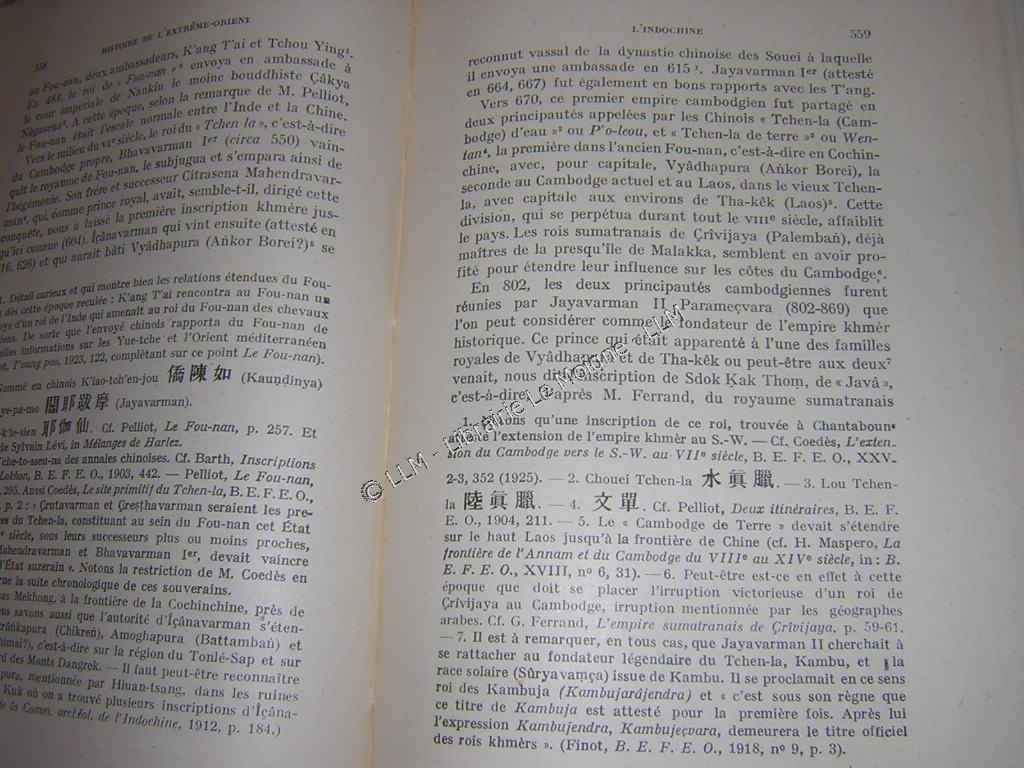 358
HISTOIRE DE L'EXTRÊME-ORIENT
au Fou-nan, deux ambassadeurs, K'ang T'ai et Tchou Ying¹.
En 484, le roi de « Fou-nan » ² envoya en ambassade à
la cour impériale de Nankin le moine bouddhiste Çâkya
Nâgasena³. A cette époque, selon la remarque de M. Pelliot,
le Fou-nan était l'escale normale entre l'Inde et la Chine.
Vers le milieu du VIᵉ siècle, le roi du « Tchen la », c'est-à-dire
du Cambodge propre, Bhavavarman Iᵉʳ (circa 550) vain-
quit le royaume de Fou-nan, le subjugua et s'empara ainsi de
l'hégémonie. Son frère et successeur Citrasena Mahendravar-
man⁴, qui, comme prince royal, avait, semble-t-il, dirigé cette
conquête, nous a laissé la première inscription khmère jus-
qu'ici connue (604). Içânavarman qui vint ensuite (attesté en
616, 626) et qui aurait bâti Vyâdhapura (Aṅkor Borei?)⁵ se
1. Détail curieux et qui montre bien les relations étendues du Fou-
dès cette époque reculée : K'ang T'ai rencontra au Fou-nan un
oyé d'un roi de l'Inde qui amenait au roi du Fou-nan des chevaux
De sorte que l'envoyé chinois rapporta du Fou-nan de
elles informations sur les Yue-tche et l'Orient méditerranéen
T'oung pao, 1923, 122, complétant sur ce point Le Fou-nan).
Nommé en chinois K'iao-tch'en-jou 僑陳如 (Kauṇḍinya)
ye-pa-mo 闍耶跋摩 (Jayavarman).
k'ie-sien 耶伽仙. Cf. Pelliot, Le Fou-nan, p. 257. Et
de Sylvain Lévi, in Mélanges de Harlez.
Tche-to-sseu-na des annales chinoises. Cf. Barth, Inscriptions
Lokhon, B. E. F. E. O., 1903, 442. — Pelliot, Le Fou-nan,
295. Aussi Coedès, Le site primitif du Tchen-la, B. E. F. E. O.,
p. 2 : « Çrutavarman et Çreṣṭhavarman seraient les pre-
es du Tchen-la, constituant au sein du Fou-nan cet État
ᵉ siècle, sous leurs successeurs plus ou moins proches,
Mahendravarman et Bhavavarman Iᵉʳ, devait vaincre
l'État suzerain ». Notons la restriction de M. Coedès en
rne la suite chronologique de ces souverains.
as Mekhong, à la frontière de la Cochinchine, près de
ous savons aussi que l'autorité d'Içânavarman s'éten-
krâṅkapura (Chikreṅ), Amoghapura (Battambaṅ) et
himai?), c'est-à-dire sur la région du Tonlé-Sap et sur
rd des Monts Dangrek. — Il faut peut-être reconnaître
pura, mentionnée par Hiuan-tsang, dans les ruines
Kuk où on a trouvé plusieurs inscriptions d'Içâna-
de la Comm. archéol. de l'Indochine, 1912, p. 184.)
L'INDOCHINE
559
reconnut vassal de la dynastie chinoise des Souei à laquelle
il envoya une ambassade en 615 ¹. Jayavarman Iᵉʳ (attesté
en 664, 667) fut également en bons rapports avec les T'ang.
Vers 670, ce premier empire cambodgien fut partagé en
deux principautés appelées par les Chinois « Tchen-la (Cam-
bodge) d'eau »² ou P'o-leou, et « Tchen-la de terre »³ ou Wen-
tan⁴, la première dans l'ancien Fou-nan, c'est-à-dire en Cochin-
chine, avec, pour capitale, Vyâdhapura (Aṅkor Borei), la
seconde au Cambodge actuel et au Laos, dans le vieux Tchen-
la, avec capitale aux environs de Tha-kêk (Laos)⁵. Cette
division, qui se perpétua durant tout le VIIIᵉ siècle, affaiblit
le pays. Les rois sumatranais de Çrîvijaya (Palembaṅ), déjà
maîtres de la presqu'île de Malakka, semblent en avoir pro-
fité pour étendre leur influence sur les côtes du Cambodge⁶.
En 802, les deux principautés cambodgiennes furent
réunies par Jayavarman II Parameçvara (802-869) que
l'on peut considérer comme le fondateur de l'empire khmèr
historique. Ce prince qui était apparenté à l'une des familles
royales de Vyâdhapura et de Tha-kêk ou peut-être aux deux⁷
venait, nous dit l'inscription de Sdok Kak Thoṃ, de « Javâ »,
c'est-à-dire, d'après M. Ferrand, du royaume sumatranais
1. Notons qu'une inscription de ce roi, trouvée à Chantaboun
atteste l'extension de l'empire khmèr au S.-W. — Cf. Coedès, L'exten-
sion du Cambodge vers le S.-W. au VIIᵉ siècle, B. E. F. E. O., XXV-
2-3, 352 (1925). — 2. Chouei Tchen-la 水眞臘. — 3. Lou Tchen-
la 陸眞臘. — 4. 文單. Cf. Pelliot, Deux itinéraires, B. E. F.
E. O., 1904, 211. — 5. Le « Cambodge de Terre » devait s'étendre
sur le haut Laos jusqu'à la frontière de Chine (cf. H. Maspero, La
frontière de l'Annam et du Cambodge du VIIIᵉ au XIVᵉ siècle, in : B.
E. F. E. O., XVIII, nº 6, 31). — 6. Peut-être est-ce en effet à cette
époque que doit se placer l'irruption victorieuse d'un roi de
Çrîvijaya au Cambodge, irruption mentionnée par les géographes
arabes. Cf. G. Ferrand, L'empire sumatranais de Çrîvijaya, p. 59-61.
— 7. Il est à remarquer, en tous cas, que Jayavarman II cherchait à
se rattacher au fondateur légendaire du Tchen-la, Kambu, et à la
race solaire (Sûryavaṃça) issue de Kambu. Il se proclamait en ce sens
roi des Kambuja (Kambujarâjendra) et « c'est sous son règne que
ce titre de Kambuja est attesté pour la première fois. Après lui
l'expression Kambujendra, Kambujeçvara, demeurera le titre officiel
des rois khmèrs ». (Finot, B. E. F. E. O., 1918, nº 9, p. 3).
© LLM - Librairie Le Moanne - LLM